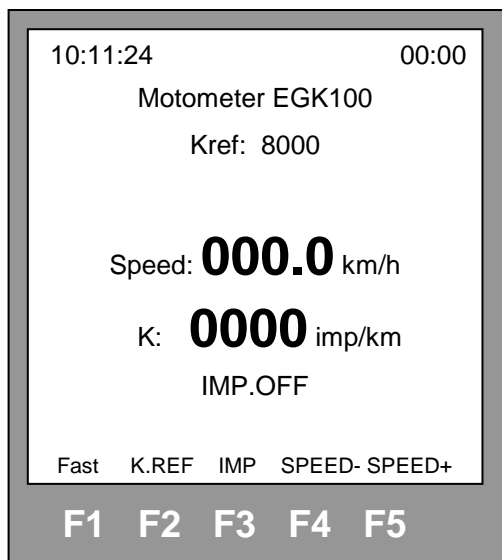 10:11:24 00:00
Motometer EGK100
Kref: 8000
Speed: 000.0 km/h
K: 0000 imp/km
IMP.OFF
Fast K.REF IMP SPEED- SPEED+
F1 F2 F3 F4 F5